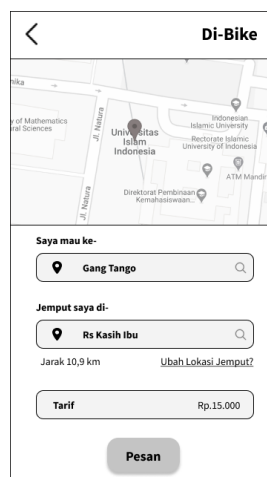 Di-Bike
nika
y of Mathematics
ral Sciences
Jl. Natura
Jl. Natura
Universitas
Islam
Indonesia
Indonesian
Islamic University
Rectorate Islamic
University of Indonesia
ATM Mandir
Direktorat Pembinaan
Kemahasiswaan...
Saya mau ke-
Gang Tango
Jemput saya di-
Rs Kasih Ibu
Jarak 10,9 km Ubah Lokasi Jemput?
Tarif Rp.15.000
Pesan